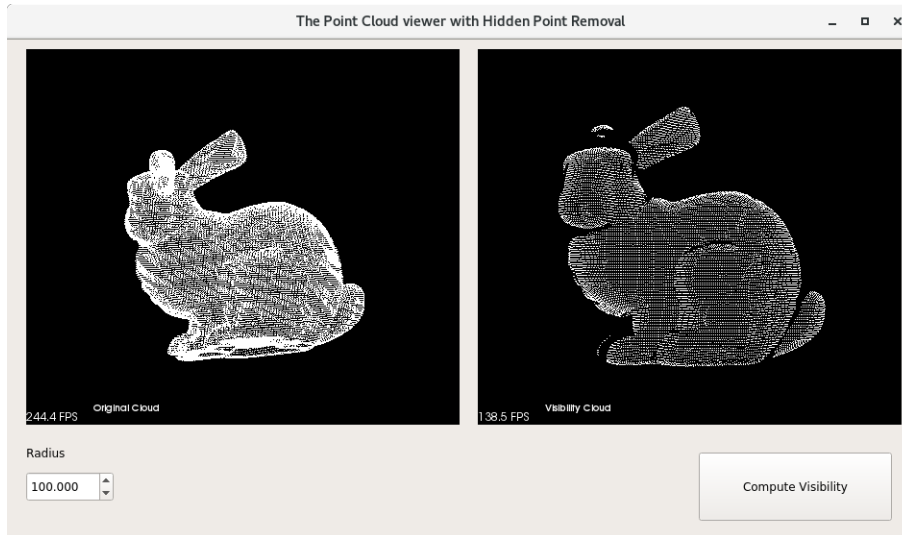 The Point Cloud viewer with Hidden Point Removal
Original Cloud
244.4 FPS
Visibility Cloud
138.5 FPS
Radius
100.000
Compute Visibility